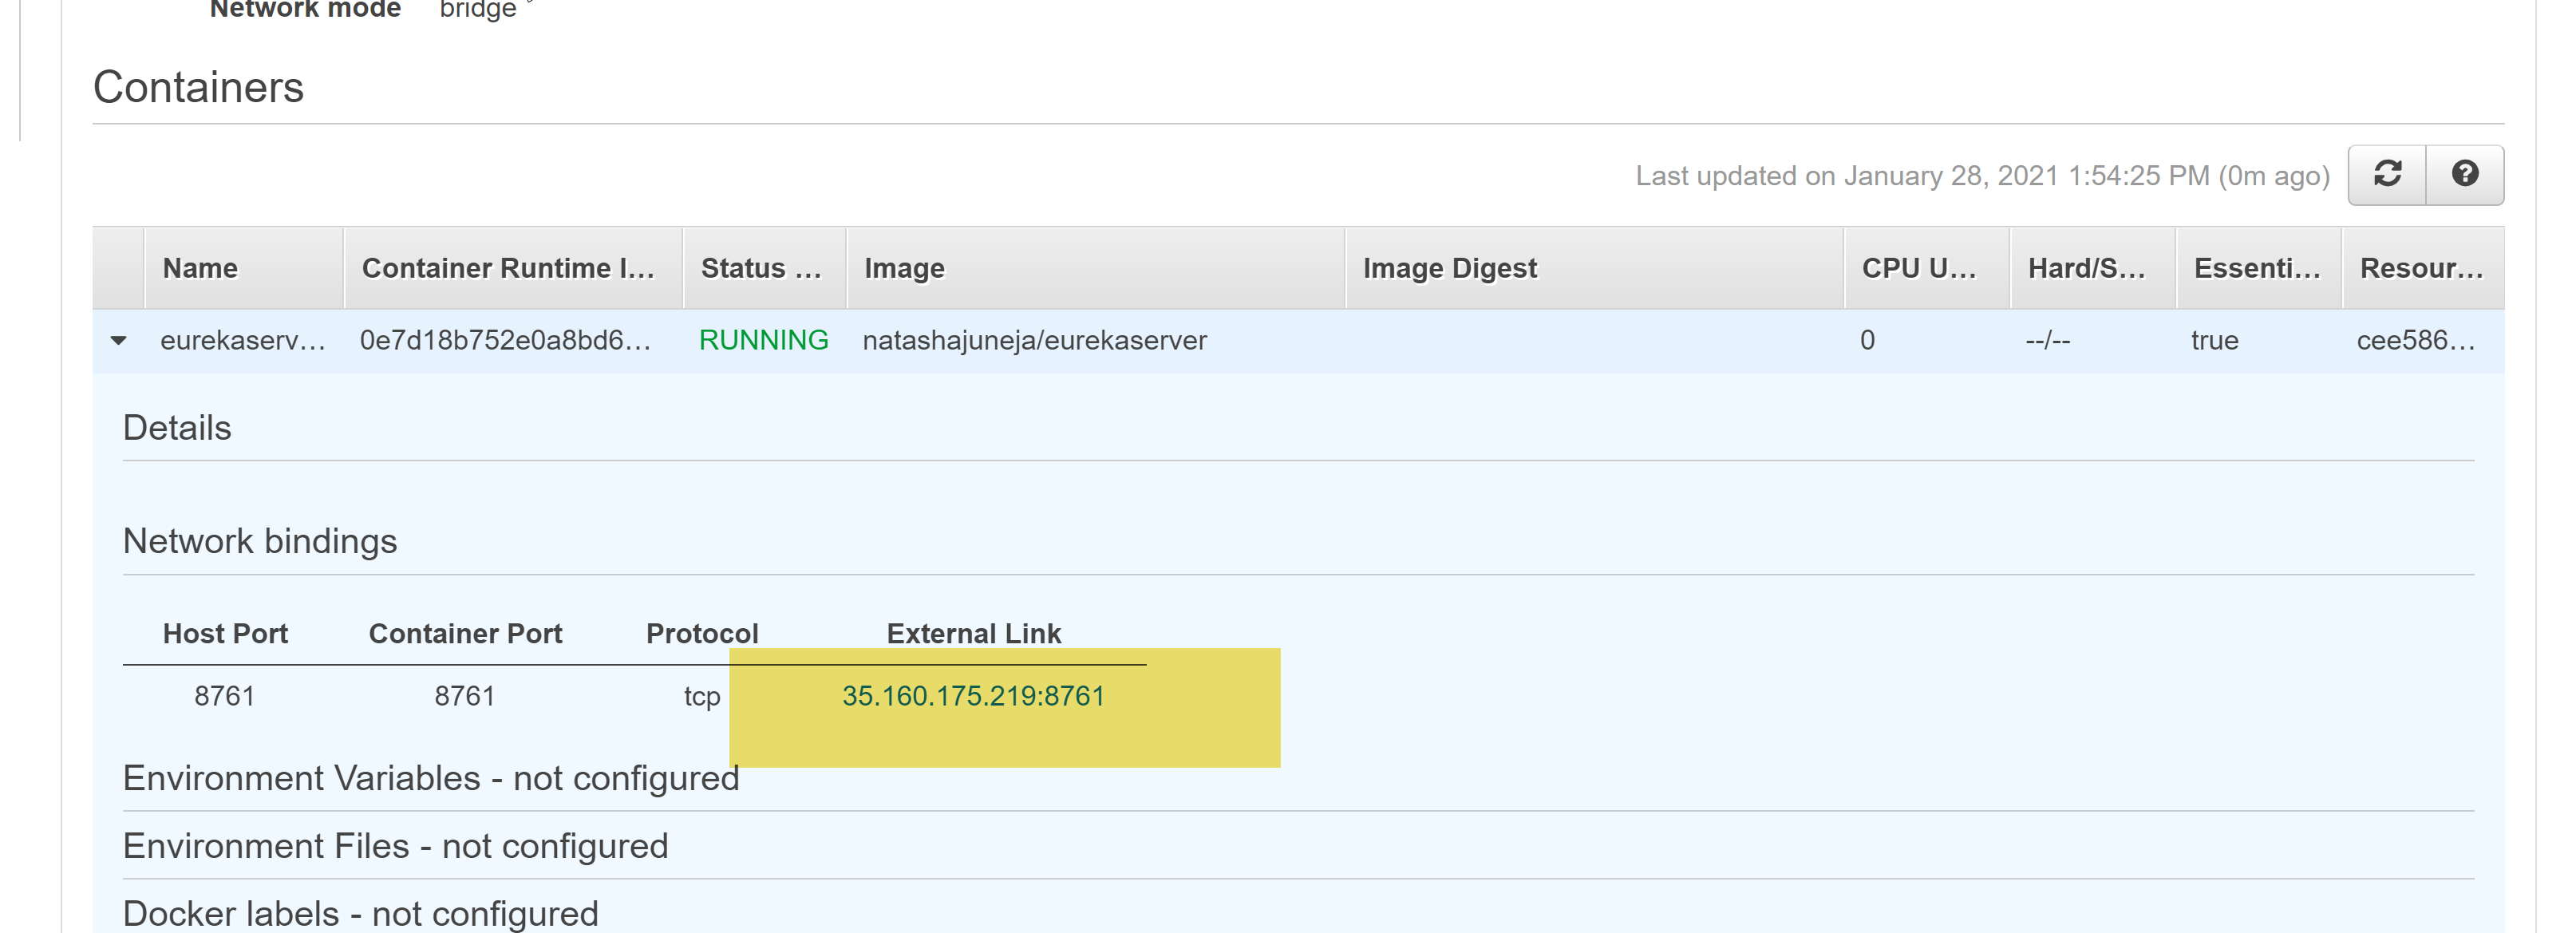 Network mode bridge
Containers
Last updated on January 28, 2021 1:54:25 PM (0m ago)
Name Container Runtime I... Status ... Image Image Digest CPU U... Hard/S... Essenti... Resour...
eurekaserv... 0e7d18b752e0a8bd6... RUNNING natashajuneja/eurekaserver 0 --/-- true cee586...
Details
Network bindings
Host Port Container Port Protocol External Link
8761 8761 tcp 35.160.175.219:8761
Environment Variables - not configured
Environment Files - not configured
Docker labels - not configured